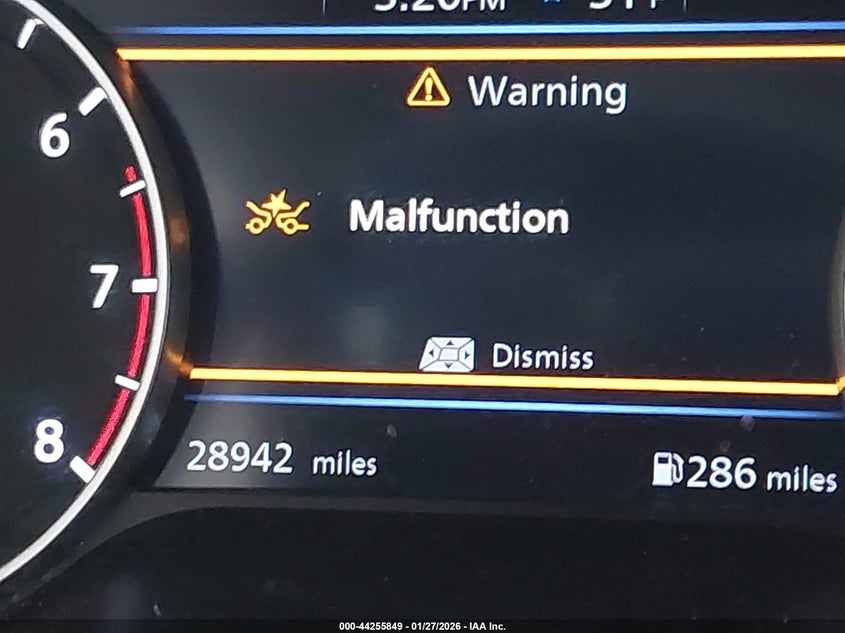 6
Warning
Malfunction
7
Dismiss
8
28942 miles
286 miles
000-44255849 - 01/27/2026 - IAA Inc.